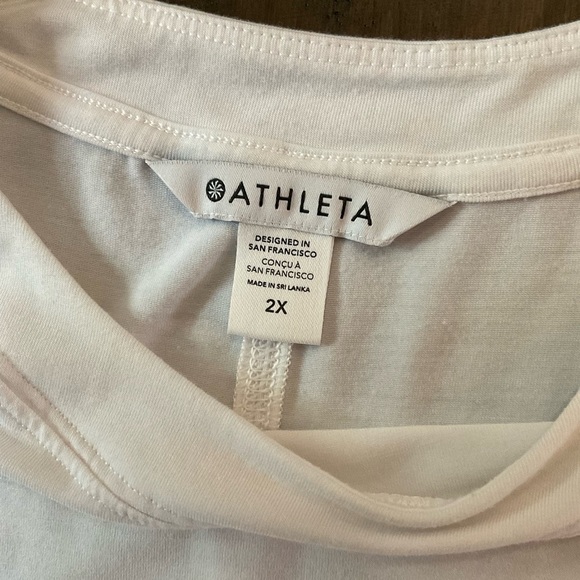 ATHLETA
DESIGNED IN
SAN FRANCISCO
CONÇU À
SAN FRANCISCO
MADE IN SRI LANKA
2X